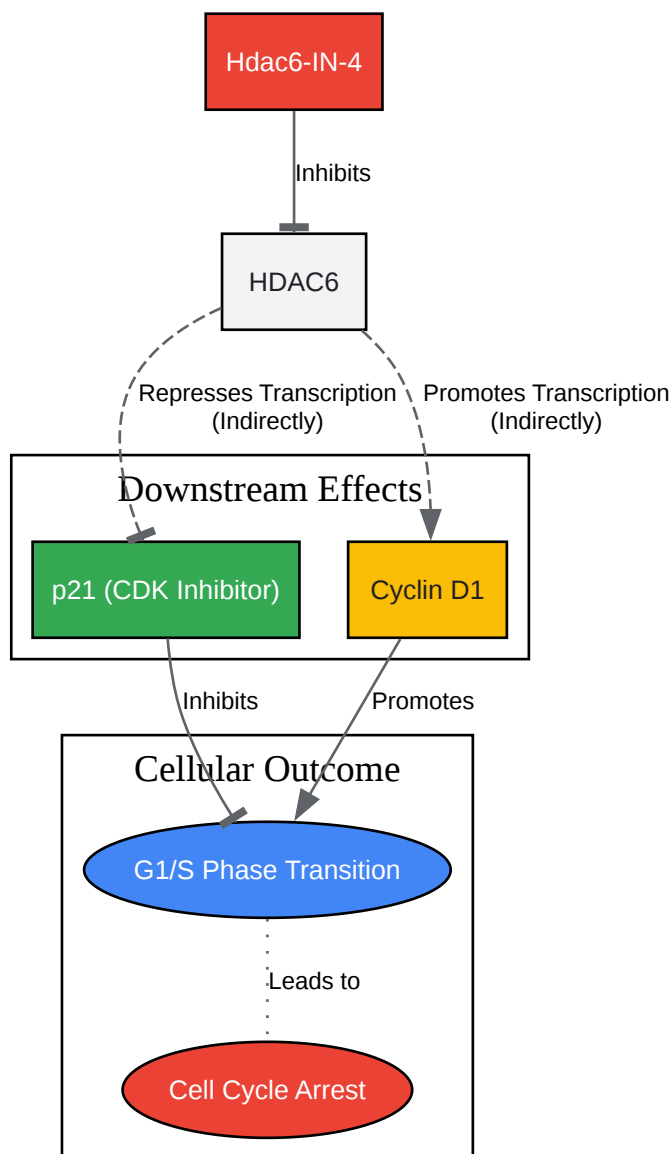 Hdac6-IN-4
Inhibits
HDAC6
Represses Transcription
(Indirectly)
Promotes Transcription
(Indirectly)
Downstream Effects
p21 (CDK Inhibitor)
Cyclin D1
Inhibits
Promotes
Cellular Outcome
G1/S Phase Transition
Leads to
Cell Cycle Arrest